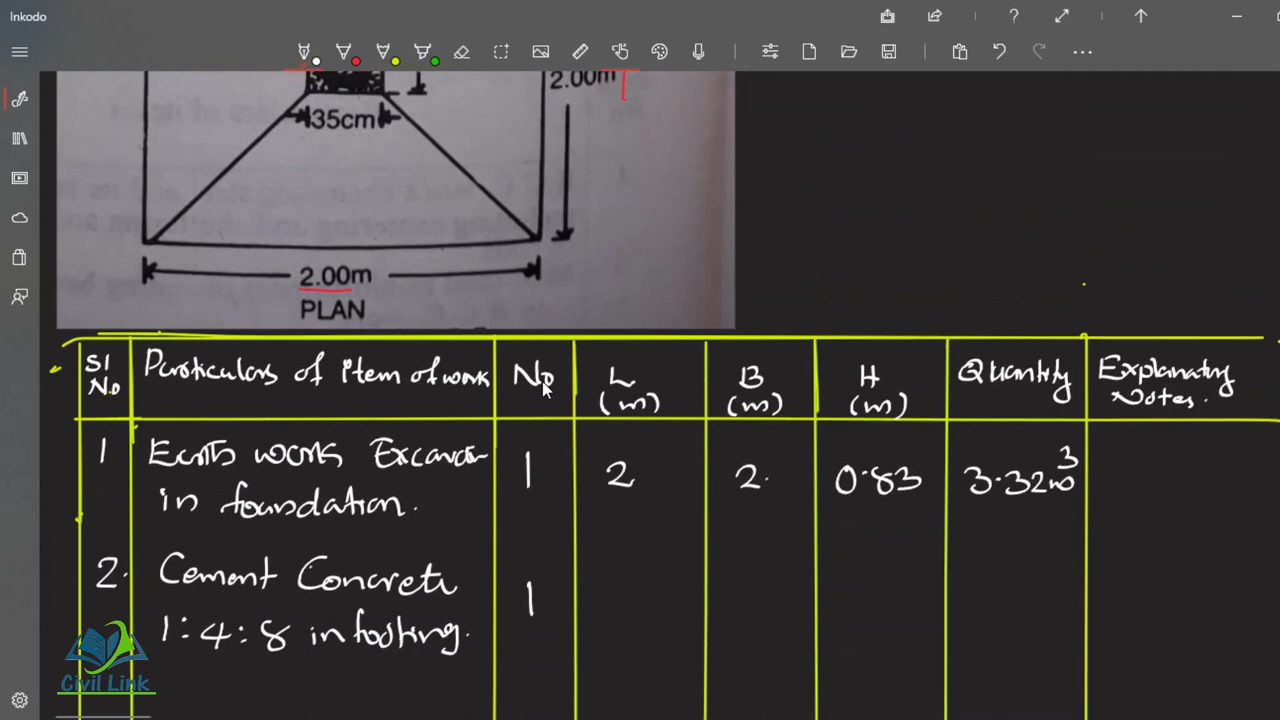 Inkodo
2.00m
35cm
2.00m
PLAN
Sl No
Particulars of item of work
No
L (m)
B (m)
H (m)
Quantity
Explanatory Notes.
1
Earth work Excavation in foundation.
1
2
2.
0.83
3.32m³
2.
Cement Concrete
1
1:4:8 in footing.
Civil Link